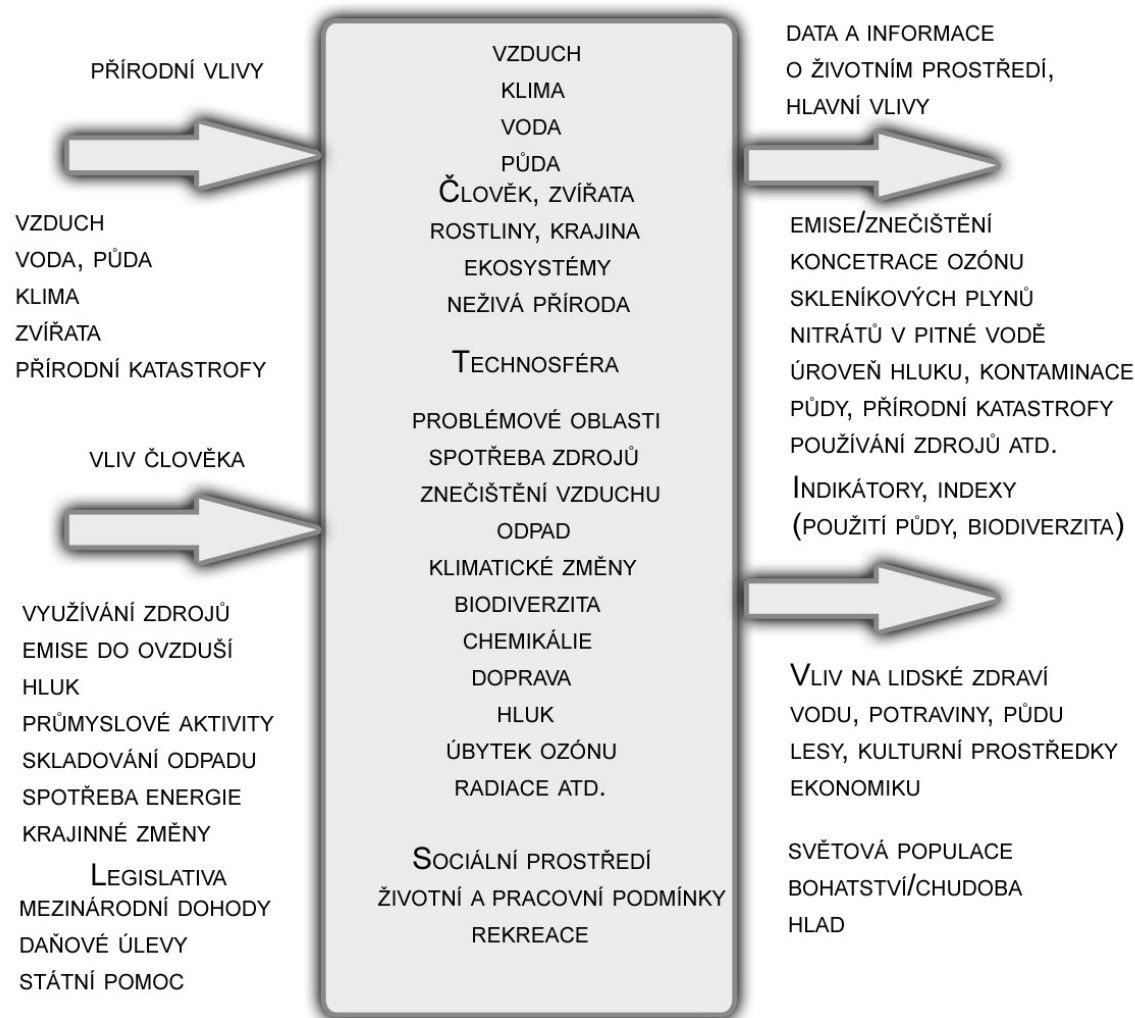 PŘÍRODNÍ VLIVY
VZDUCH
VODA, PŮDA
KLIMA
ZVÍŘATA
PŘÍRODNÍ KATASTROFY
VLIV ČLOVĚKA
VYUŽÍVÁNÍ ZDROJŮ
EMISE DO OVZDUŠÍ
HLUK
PRŮMYSLOVÉ AKTIVITY
SKLADOVÁNÍ ODPADU
SPOTŘEBA ENERGIE
KRAJINNÉ ZMĚNY
LEGISLATIVA
MEZINÁRODNÍ DOHODY
DAŇOVÉ ÚLEVY
STÁTNÍ POMOC
VZDUCH
KLIMA
VODA
PŮDA
ČLOVĚK, ZVÍŘATA
ROSTLINY, KRAJINA
EKOSYSTÉMY
NEŽIVÁ PŘÍRODA
TECHNOSFÉRA
PROBLÉMOVÉ OBLASTI
SPOTŘEBA ZDROJŮ
ZNEČIŠTĚNÍ VZDUCHU
ODPAD
KLIMATICKÉ ZMĚNY
BIODIVERZITA
CHEMIKÁLIE
DOPRAVA
HLUK
ÚBYTEK OZÓNU
RADIACE ATD.
SOCIÁLNÍ PROSTŘEDÍ
ŽIVOTNÍ A PRACOVNÍ PODMÍNKY
REKREACE
DATA A INFORMACE
O ŽIVOTNÍM PROSTŘEDÍ,
HLAVNÍ VLIVY
EMISE/ZNEČIŠTĚNÍ
KONCETRACE OZÓNU
SKLENÍKOVÝCH PLYNŮ
NITRÁTŮ V PITNÉ VODĚ
ÚROVEŇ HLUKU, KONTAMINACE
PŮDY, PŘÍRODNÍ KATASTROFY
POUŽÍVÁNÍ ZDROJŮ ATD.
INDIKÁTORY, INDEXY
(POUŽITÍ PŮDY, BIODIVERZITA)
VLIV NA LIDSKÉ ZDRAVÍ
VODU, POTRAVINY, PŮDU
LESY, KULTURNÍ PROSTŘEDKY
EKONOMIKU
SVĚTOVÁ POPULACE
BOHATSTVÍ/CHUDOBA
HLAD